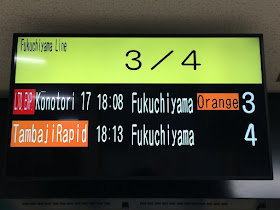 Fukuchiyama Line
3／4
LTD.EXP Konotori 17 18:08 Fukuchiyama Orange 3
TambajiRapid 18:13 Fukuchiyama 4